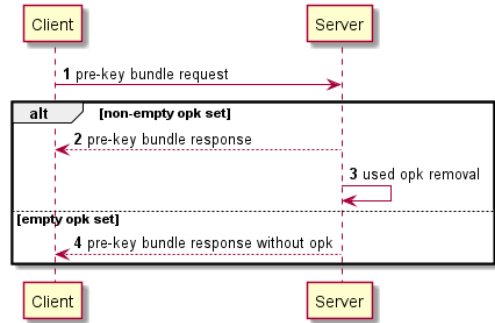 Client Server
1 pre-key bundle request
alt [non-empty opk set]
2 pre-key bundle response
3 used opk removal
[empty opk set]
4 pre-key bundle response without opk
Client Server